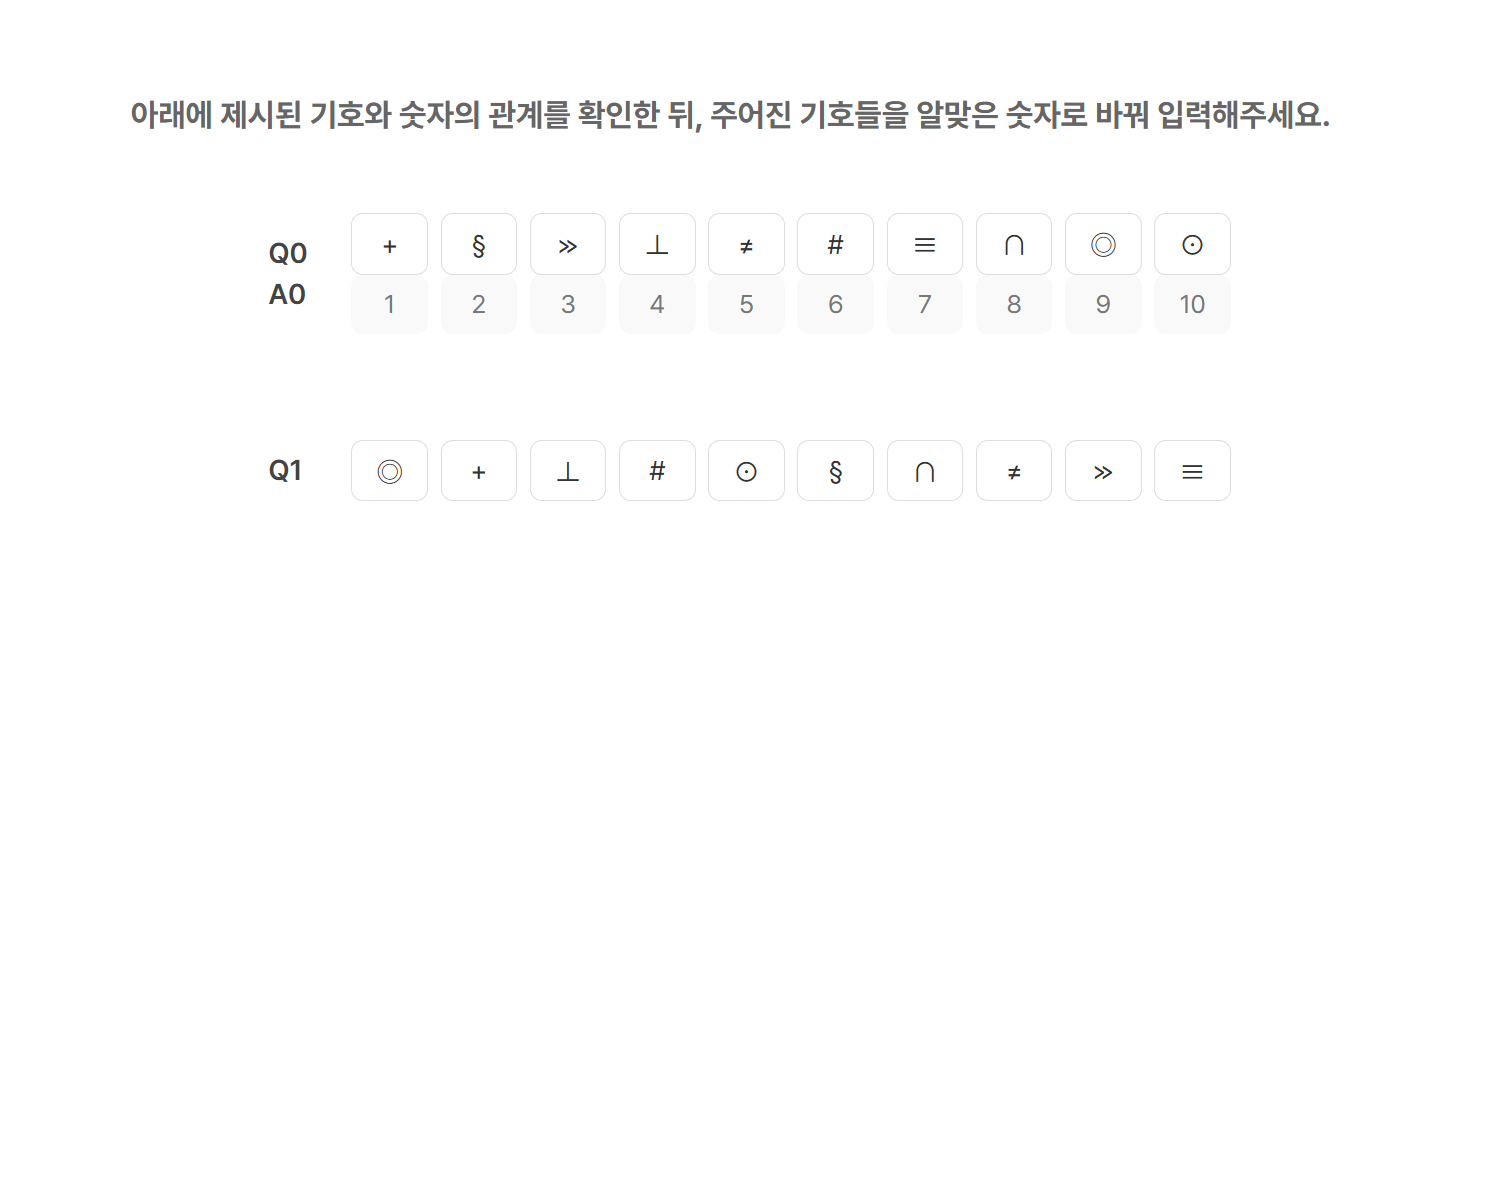 아래에 제시된 기호와 숫자의 관계를 확인한 뒤, 주어진 기호들을 알맞은 숫자로 바꿔 입력해주세요.
Q0 + § » ⊥ ≠ # ≡ ∩ ◎ ⊙
A0 1 2 3 4 5 6 7 8 9 10
Q1 ◎ + ⊥ # ⊙ § ∩ ≠ » ≡